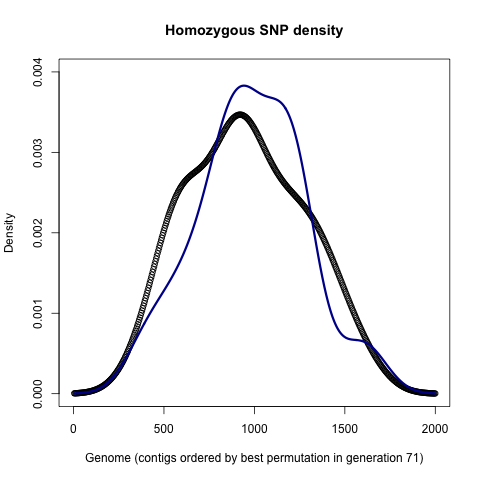 Homozygous SNP density
0.004
0.003
0.002
0.001
0.000
Density
0 500 1000 1500 2000
Genome (contigs ordered by best permutation in generation 71)